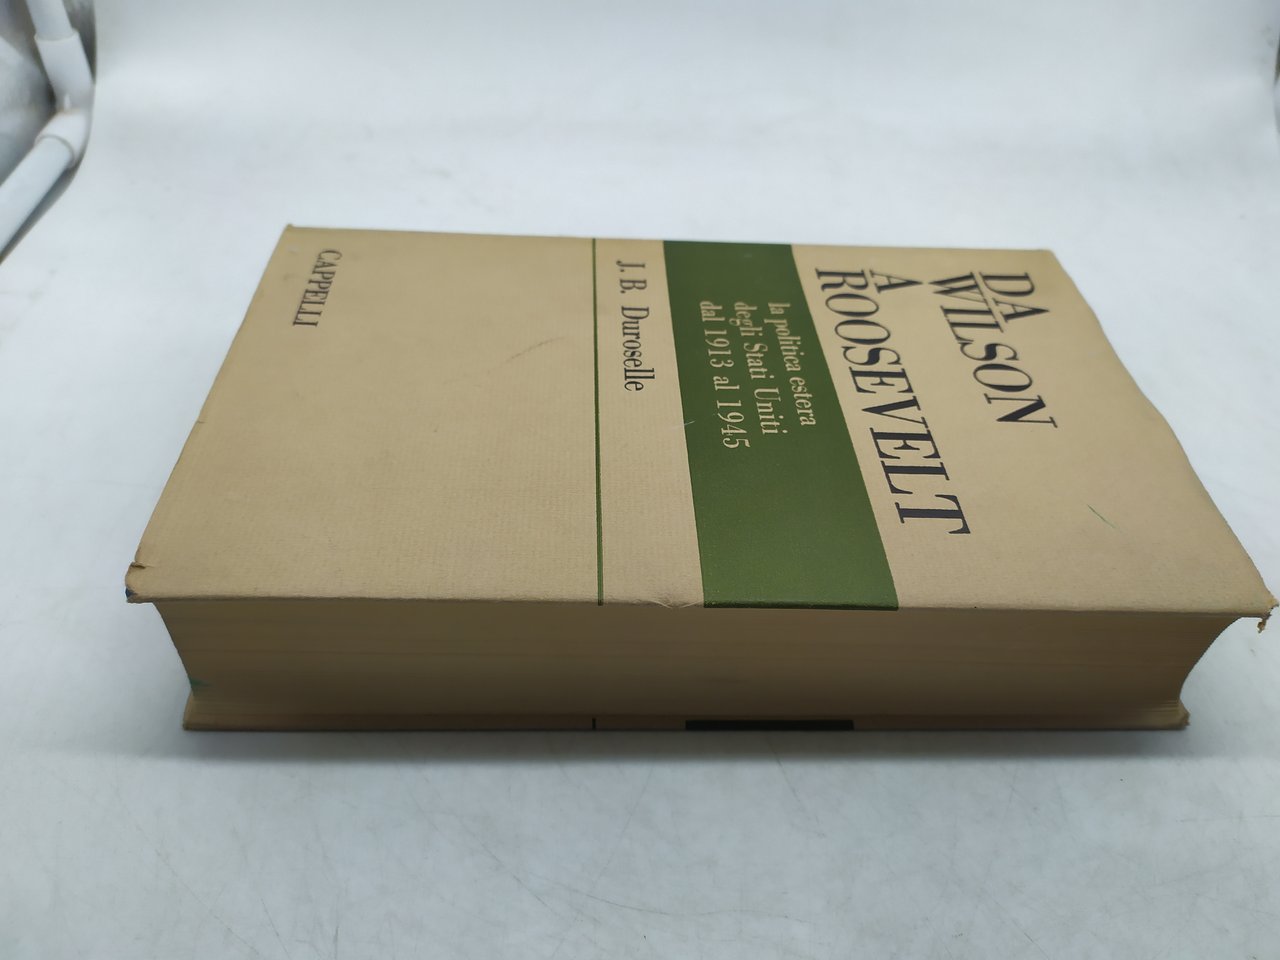 DA
WILSON
A
ROOSEVELT
la politica estera
degli Stati Uniti
dal 1913 al 1945
J. B. Duroselle
CAPPELLI